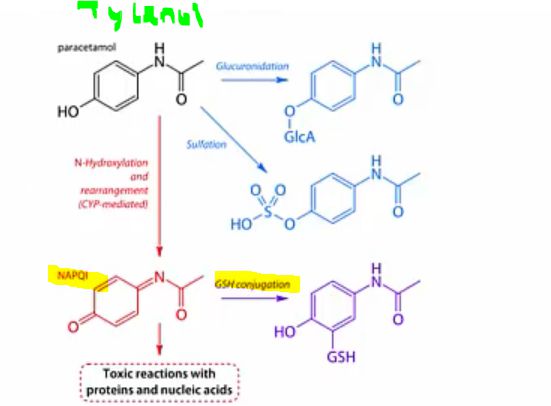 Tylenol
paracetamol
H
N
O
HO
Glucuronidation
H
N
O
O
GlcA
Sulfation
H
N
O
O O
S
HO O
N-Hydroxylation
and
rearrangement
(CYP-mediated)
NAPQI
N
O
O
GSH conjugation
H
N
O
HO
GSH
Toxic reactions with
proteins and nucleic acids